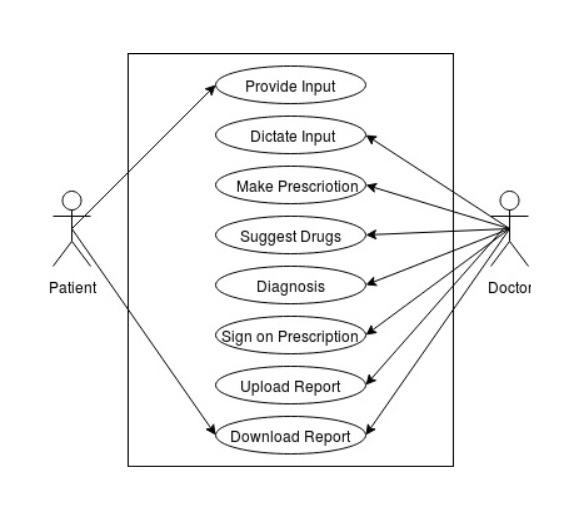 Provide Input
Dictate Input
Make Prescriotion
Suggest Drugs
Patient
Doctor
Diagnosis
Sign on Prescription
Upload Report
Download Report